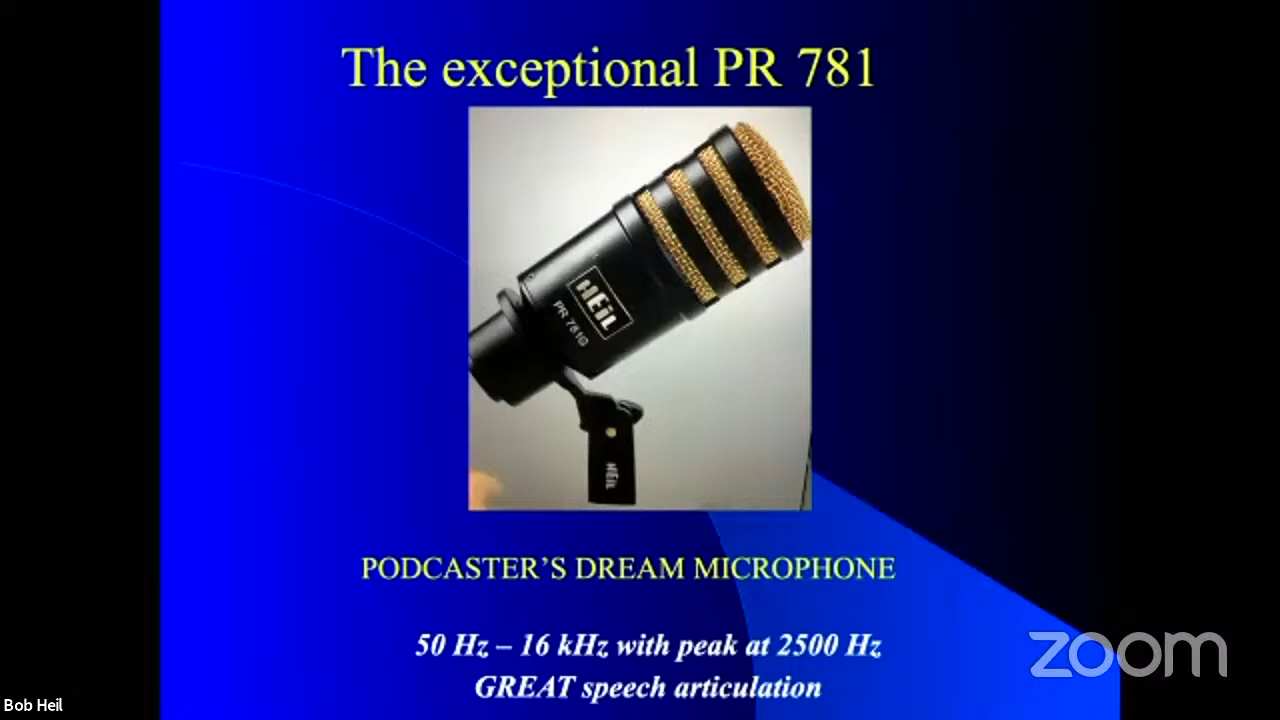 The exceptional PR 781
HEiL
PR 781G
HEiL
PODCASTER'S DREAM MICROPHONE
50 Hz – 16 kHz with peak at 2500 Hz
GREAT speech articulation
zoom
Bob Heil